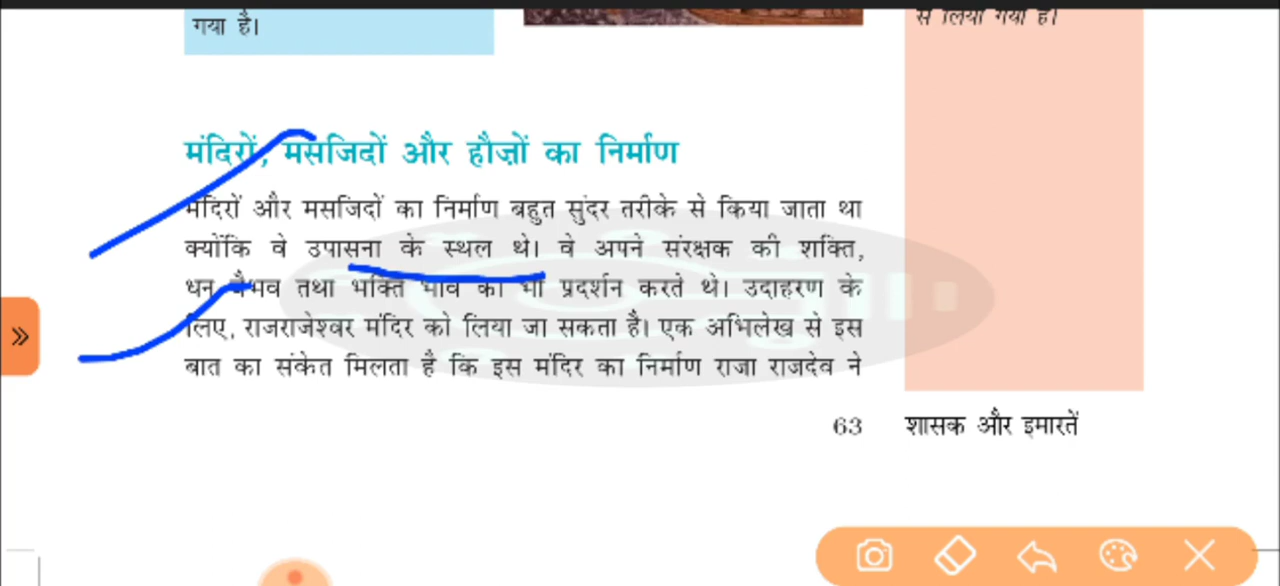 गया है।
से लिया गया है।
मंदिरों, मसजिदों और हौज़ों का निर्माण
मंदिरों और मसजिदों का निर्माण बहुत सुंदर तरीके से किया जाता था
क्योंकि वे उपासना के स्थल थे। वे अपने संरक्षक की शक्ति,
धन वैभव तथा भक्ति भाव का भी प्रदर्शन करते थे। उदाहरण के
लिए, राजराजेश्वर मंदिर को लिया जा सकता है। एक अभिलेख से इस
बात का संकेत मिलता है कि इस मंदिर का निर्माण राजा राजदेव ने
63 शासक और इमारतें